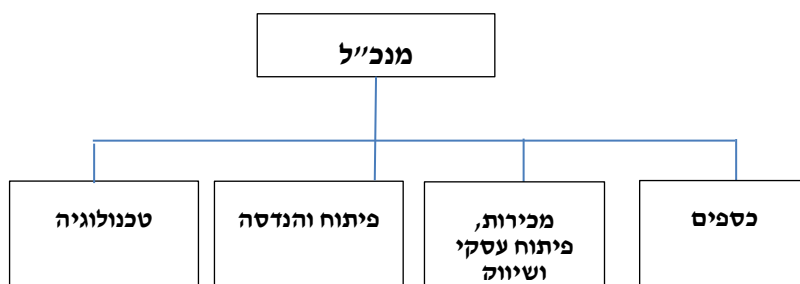 מנכ״ל
כספים
מכירות,
פיתוח עסקי
ושיווק
פיתוח והנדסה
טכנולוגיה